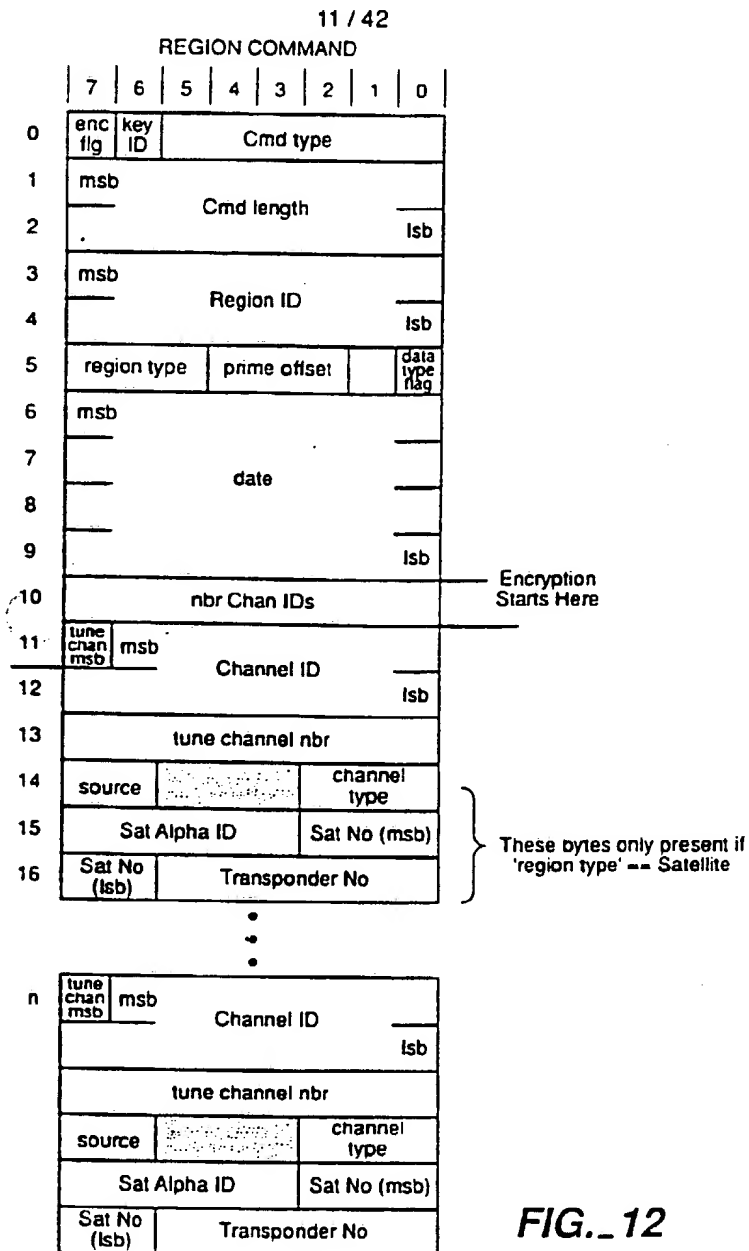 11 / 42
REGION COMMAND
7 6 5 4 3 2 1 0
0 enc flg key ID Cmd type
1 msb
Cmd length
2 lsb
3 msb
Region ID
4 lsb
5 region type prime offset data type flag
6 msb
7
date
8
9 lsb
Encryption
Starts Here
10 nbr Chan IDs
11 tune chan msb msb
Channel ID
12 lsb
13 tune channel nbr
14 source channel type
15 Sat Alpha ID Sat No (msb)
16 Sat No (lsb) Transponder No
These bytes only present if
'region type' == Satellite
n tune chan msb msb
Channel ID
lsb
tune channel nbr
source channel type
Sat Alpha ID Sat No (msb)
Sat No (lsb) Transponder No
FIG._12